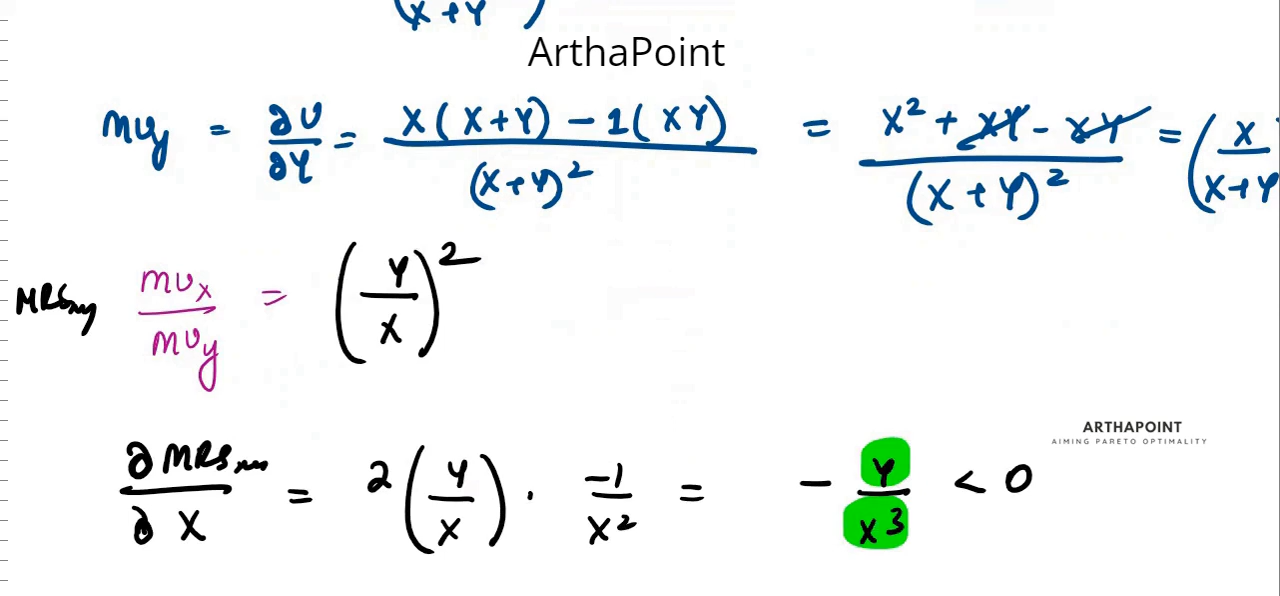 (X+Y)
ArthaPoint
MUy = ∂U/∂Y = X(X+Y) - 1(XY) / (X+Y)² = X² + XY - XY / (X+Y)² = (X / X+Y
MRSxy MUx / MUy = (Y/X)²
ARTHAPOINT
AIMING PARETO OPTIMALITY
∂MRSxy / ∂X = 2(Y/X) · -1/X² = - Y/X³ < 0